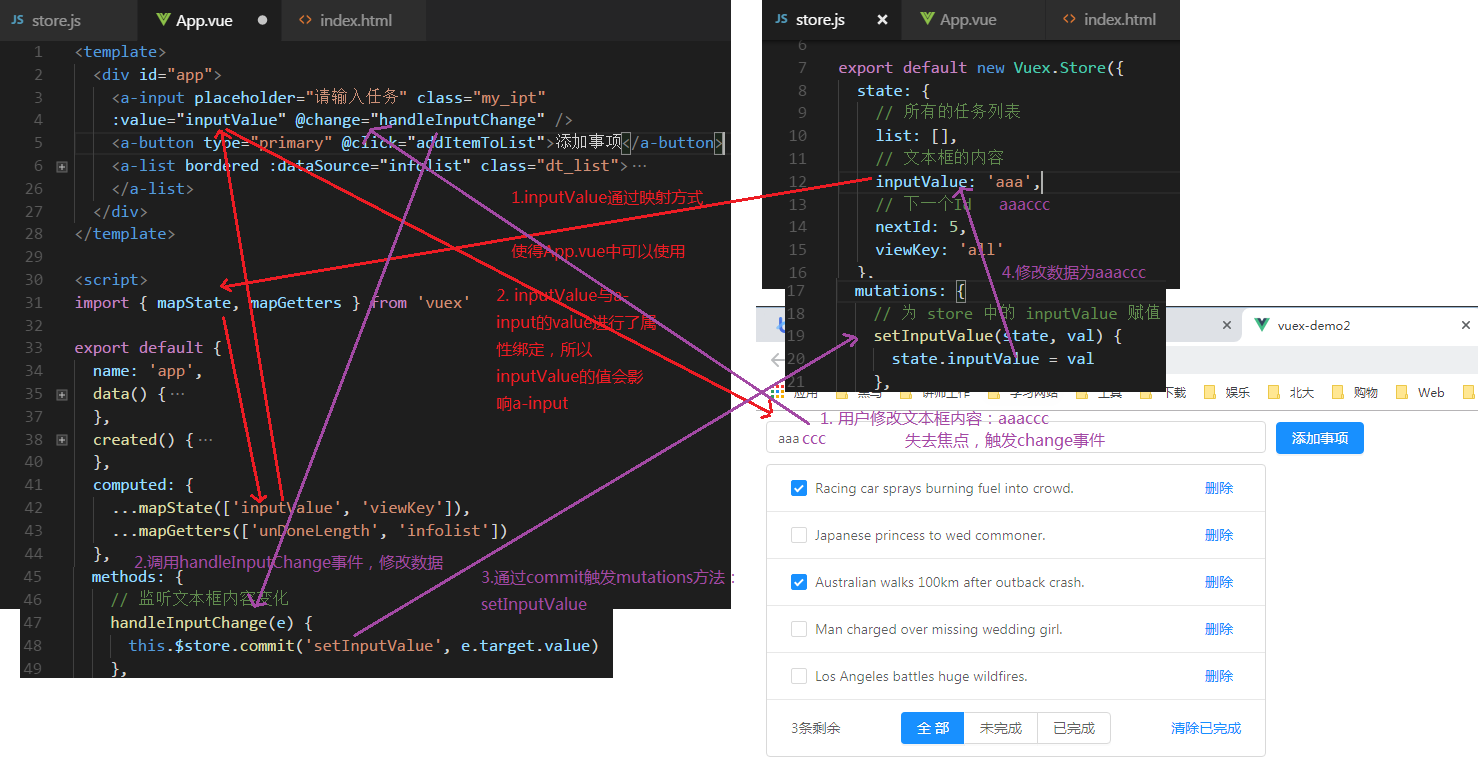 JS store.js
App.vue
<> index.html
1 <template>
2 <div id="app">
3 <a-input placeholder="请输入任务" class="my_ipt"
4 :value="inputValue" @change="handleInputChange" />
5 <a-button type="primary" @click="addItemToList">添加事项</a-button>
6 <a-list bordered :dataSource="infolist" class="dt_list">…
26 </a-list>
27 </div>
28 </template>
29
30 <script>
31 import { mapState, mapGetters } from 'vuex'
32
33 export default {
34 name: 'app',
35 data() {…
37 },
38 created() {…
40 },
41 computed: {
42 ...mapState(['inputValue', 'viewKey']),
43 ...mapGetters(['unDoneLength', 'infolist'])
44 },
45 methods: {
46 // 监听文本框内容变化
47 handleInputChange(e) {
48 this.$store.commit('setInputValue', e.target.value)
49 },
1.inputValue通过映射方式
使得App.vue中可以使用
2. inputValue与a-
input的value进行了属
性绑定，所以
inputValue的值会影
响a-input
2.调用handleInputChange事件，修改数据
3.通过commit触发mutations方法：
setInputValue
JS store.js ×
App.vue
<> index.html
6
7 export default new Vuex.Store({
8 state: {
9 // 所有的任务列表
10 list: [],
11 // 文本框的内容
12 inputValue: 'aaa',
13 // 下一个Id
aaaccc
14 nextId: 5,
15 viewKey: 'all'
16 },
4.修改数据为aaaccc
17 mutations: {
18 // 为 store 中的 inputValue 赋值
19 setInputValue(state, val) {
20 state.inputValue = val
21 },
×
vuex-demo2
×
应用
黑马
讲师工作
学习网站
工具
下载
娱乐
北大
购物
Web
1. 用户修改文本框内容：aaaccc
失去焦点，触发change事件
aaa ccc
添加事项
Racing car sprays burning fuel into crowd. 删除
Japanese princess to wed commoner. 删除
Australian walks 100km after outback crash. 删除
Man charged over missing wedding girl. 删除
Los Angeles battles huge wildfires. 删除
3条剩余 全 部 未完成 已完成 清除已完成